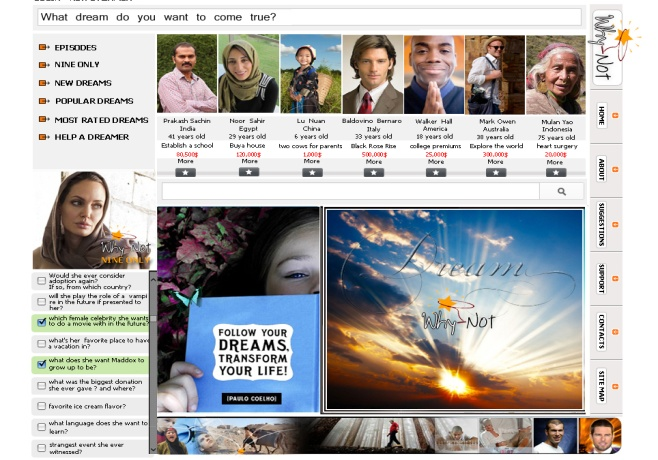 What dream do you want to come true?
EPISODES
NINE ONLY
NEW DREAMS
POPULAR DREAMS
MOST RATED DREAMS
HELP A DREAMER
Prakash Sachin
India
41 years old
Establish a school
80,500$
More
Noor Sahir
Egypt
29 years old
Buya house
120,000$
More
Lu Nuan
China
6 years old
two cows for parents
1,000$
More
Baldovino Bernaro
Italy
33 years old
Black Rose Rise
500,000$
More
Walker Hall
America
18 years old
college premiums
25,000$
More
Mark Owen
Australia
38 years old
Explore the world
300,000$
More
Mulan Yao
Indonesia
75 years old
heart surgery
20,000$
More
Why-Not
HOME
ABOUT
SUGGESTIONS
SUPPORT
CONTACTS
SITE MAP
Why-Not
NINE ONLY
Would she ever consider
adoption again?
If so, from which country?
will she play the role of a vampi
re in the future if presented to
her?
which female celebrity she wants
to do a movie with in the future?
what's her favorite place to have
a vacation in?
what does she want Maddox to
grow up to be?
what was the biggest donation
she ever gave ? and where?
favorite ice cream flavor?
what language does she want to
learn?
strangest event she ever
witnessed?
FOLLOW YOUR
DREAMS,
TRANSFORM
YOUR LIFE!
[PAULO COELHO]
Dream
Why-Not